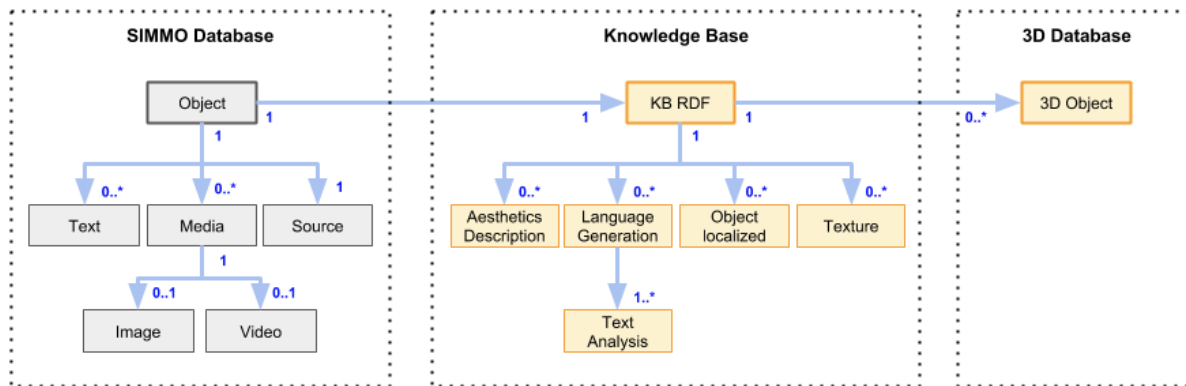 SIMMO Database
Knowledge Base
3D Database
Object
KB RDF
3D Object
1
1
1
0..*
1
1
0..*
0..*
1
0..*
0..*
0..*
0..*
Text
Media
Source
Aesthetics
Description
Language
Generation
Object
localized
Texture
1
0..1
0..1
1..*
Image
Video
Text
Analysis